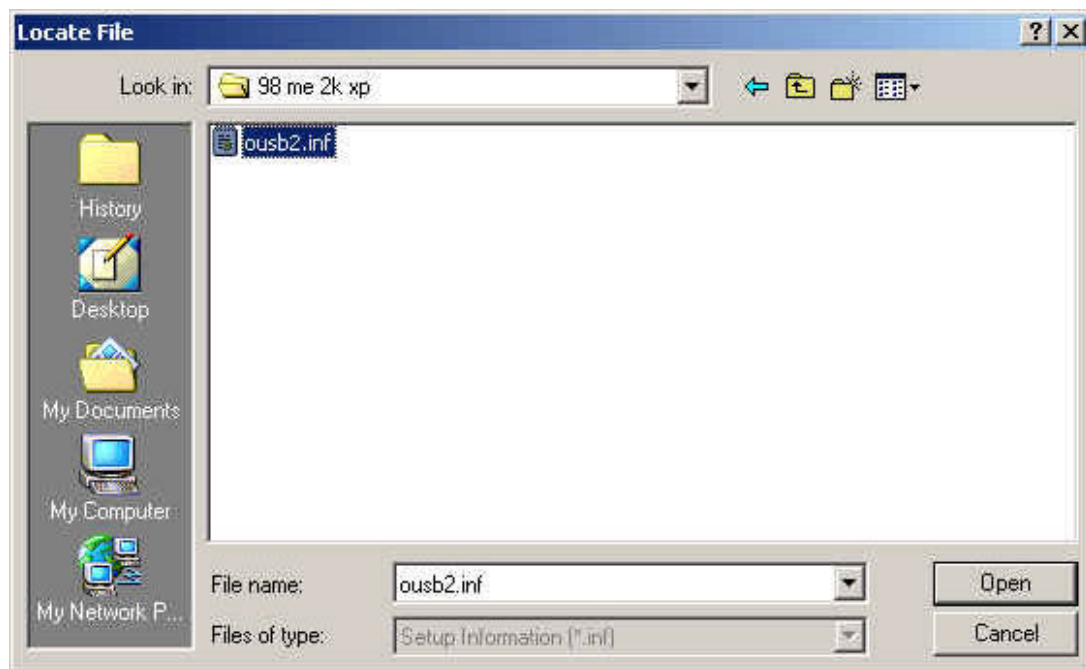 Locate File
Look in: 98 me 2k xp
ousb2.inf
History
Desktop
My Documents
My Computer
My Network P...
File name: ousb2.inf Open
Files of type: Setup Information (*.inf) Cancel